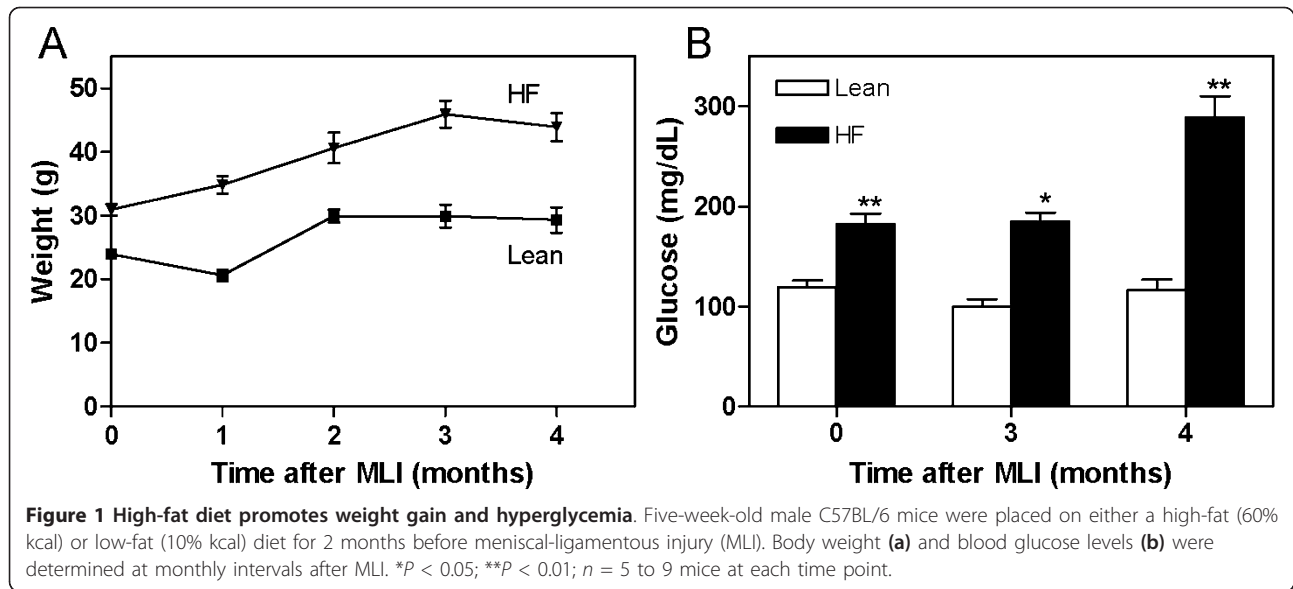 A
50
40
30
20
10
0
Weight (g)
HF
Lean
0 1 2 3 4
Time after MLI (months)
B
300
200
100
0
Glucose (mg/dL)
Lean
HF
** * **
0 3 4
Time after MLI (months)
Figure 1 High-fat diet promotes weight gain and hyperglycemia. Five-week-old male C57BL/6 mice were placed on either a high-fat (60%
kcal) or low-fat (10% kcal) diet for 2 months before meniscal-ligamentous injury (MLI). Body weight (a) and blood glucose levels (b) were
determined at monthly intervals after MLI. *P < 0.05; **P < 0.01; n = 5 to 9 mice at each time point.